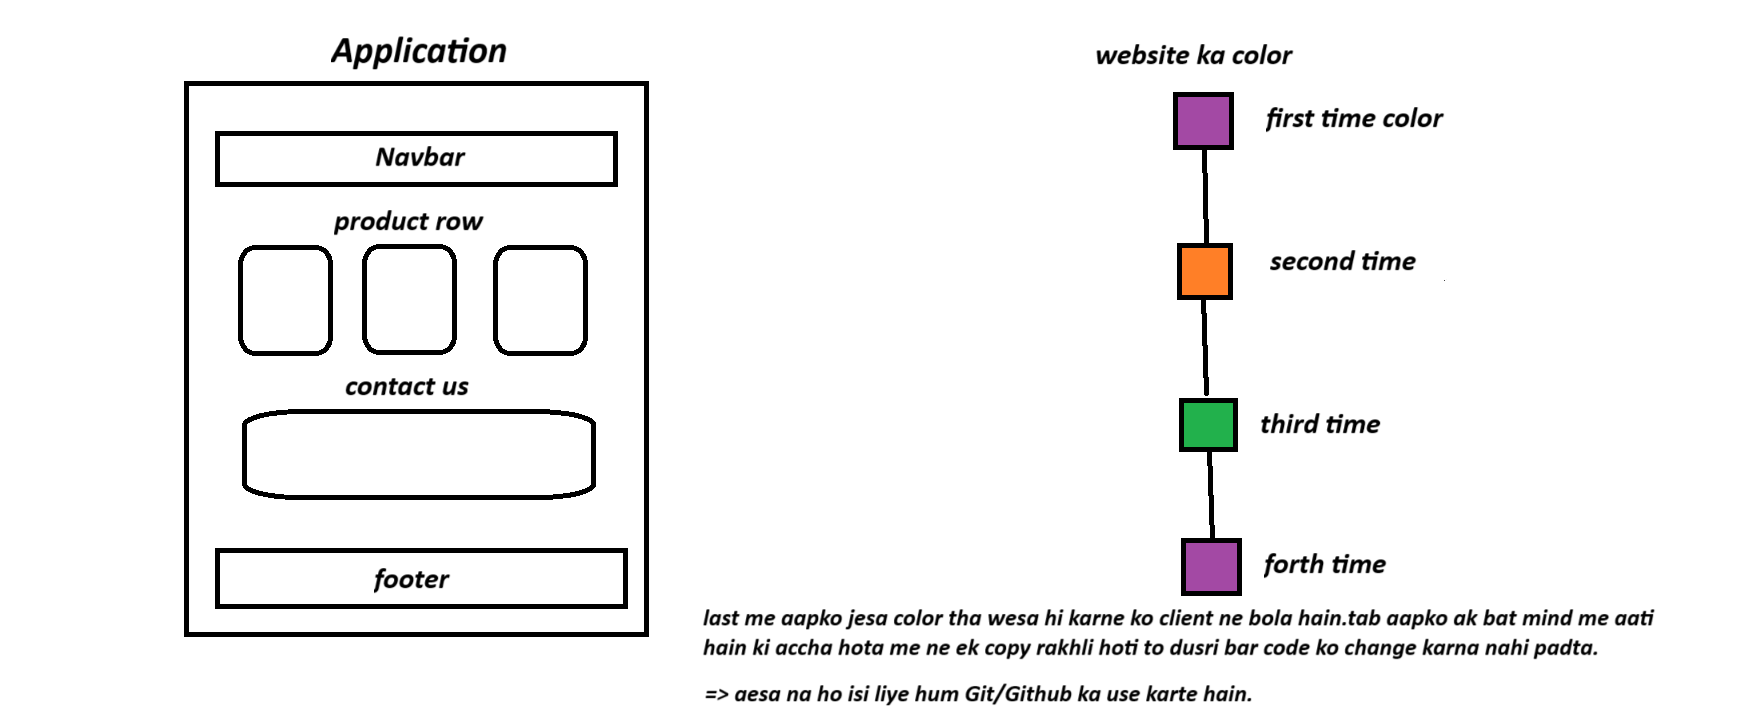 Application
Navbar
product row
contact us
footer
website ka color
first time color
second time
third time
forth time
last me aapko jesa color tha wesa hi karne ko client ne bola hain.tab aapko ak bat mind me aati
hain ki accha hota me ne ek copy rakhli hoti to dusri bar code ko change karna nahi padta.
=> aesa na ho isi liye hum Git/Github ka use karte hain.